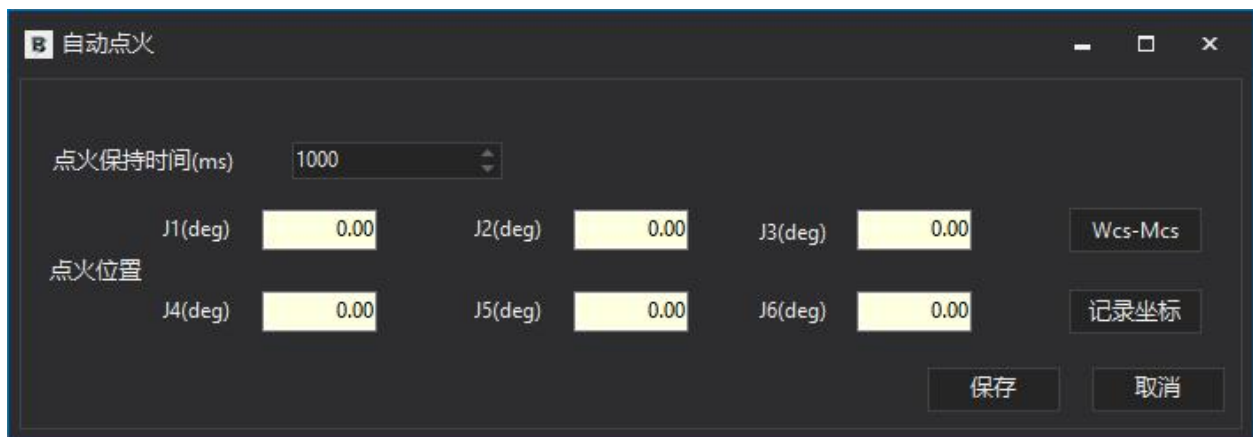 B 自动点火
点火保持时间(ms) 1000
J1(deg) 0.00 J2(deg) 0.00 J3(deg) 0.00 Wcs-Mcs
点火位置
J4(deg) 0.00 J5(deg) 0.00 J6(deg) 0.00 记录坐标
保存 取消